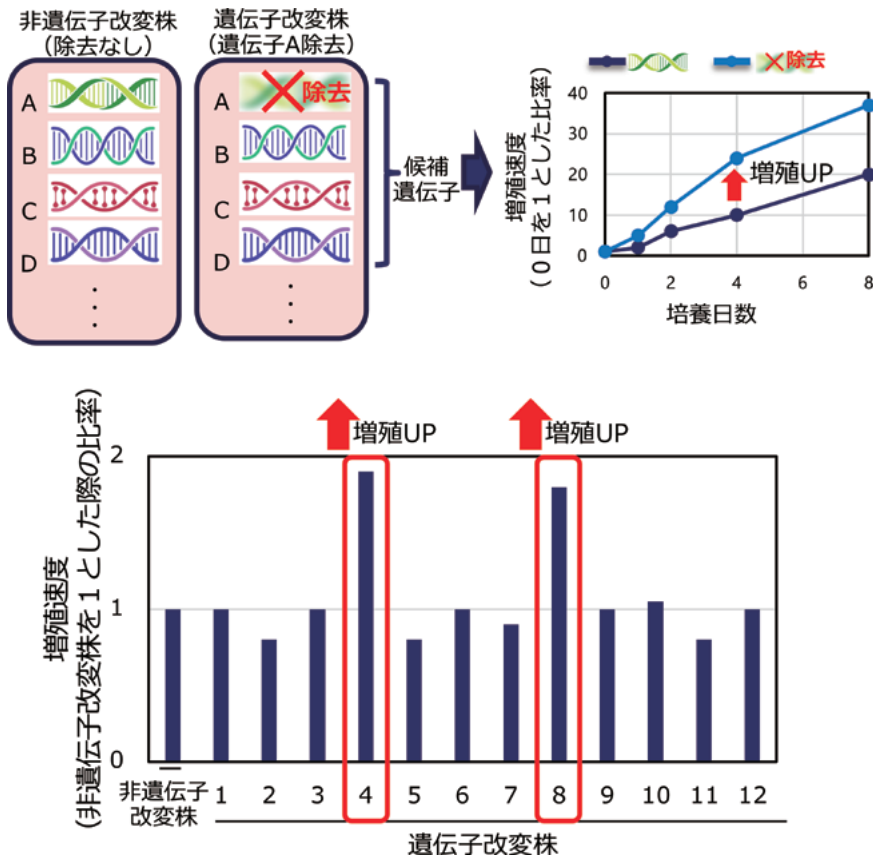 非遺伝子改変株
(除去なし)
A
B
C
D
・
・
・
遺伝子改変株
(遺伝子A除去)
A
除去
B
C
D
・
・
・
候補
遺伝子
除去
増殖速度
(0日を1とした比率)
40
30
20
10
0
増殖UP
0
2
4
6
8
培養日数
増殖速度
(非遺伝子改変株を1とした際の比率)
2
1
0
増殖UP
増殖UP
非遺伝子
改変株
1
2
3
4
5
6
7
8
9
10
11
12
遺伝子改変株